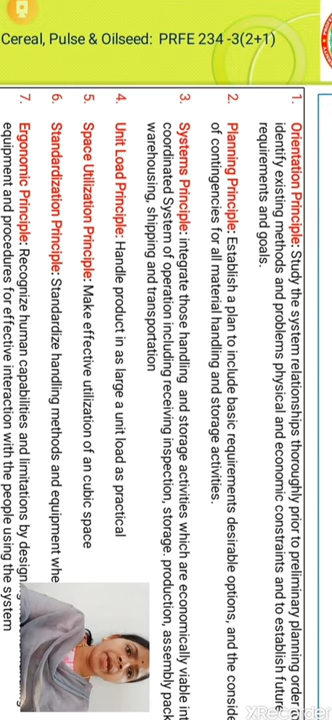 Cereal, Pulse & Oilseed: PRFE 234 -3(2+1)
1. Orientation Principle: Study the system relationships thoroughly prior to preliminary planning order
identify existing methods and problems physical and economic constraints and to establish future
requirements and goals.
2. Planning Principle: Establish a plan to include basic requirements desirable options, and the consid
of contingencies for all material handling and storage activities.
3. Systems Principle: integrate those handling and storage activities which are economically viable int
coordinated System of operation including receiving inspection, storage. production, assembly pack
warehousing, shipping and transportation
4. Unit Load Principle: Handle product in as large a unit load as practical
5. Space Utilization Principle: Make effective utilization of an cubic space
6. Standardization Principle: Standardize handling methods and equipment whe
7. Ergonomic Principle: Recognize human capabilities and limitations by design
equipment and procedures for effective interaction with the people using the system
XRecorder